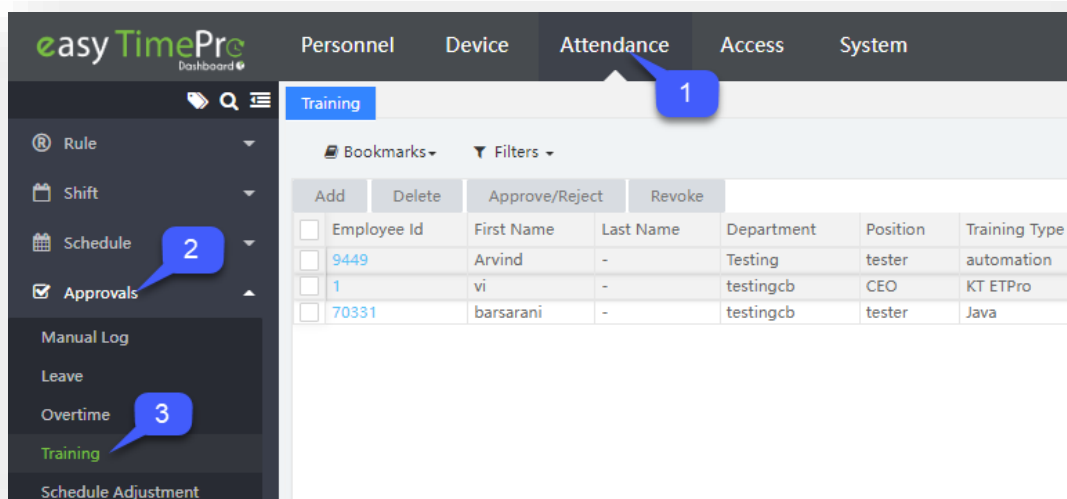 easy TimePro
Dashboard
Personnel Device Attendance Access System
1
Training
Rule
Bookmarks Filters
Shift
Add Delete Approve/Reject Revoke
Employee Id First Name Last Name Department Position Training Type
Schedule
2
9449 Arvind - Testing tester automation
1 vi - testingcb CEO KT ETPro
Approvals
70331 barsarani - testingcb tester Java
Manual Log
Leave
Overtime
3
Training
Schedule Adjustment